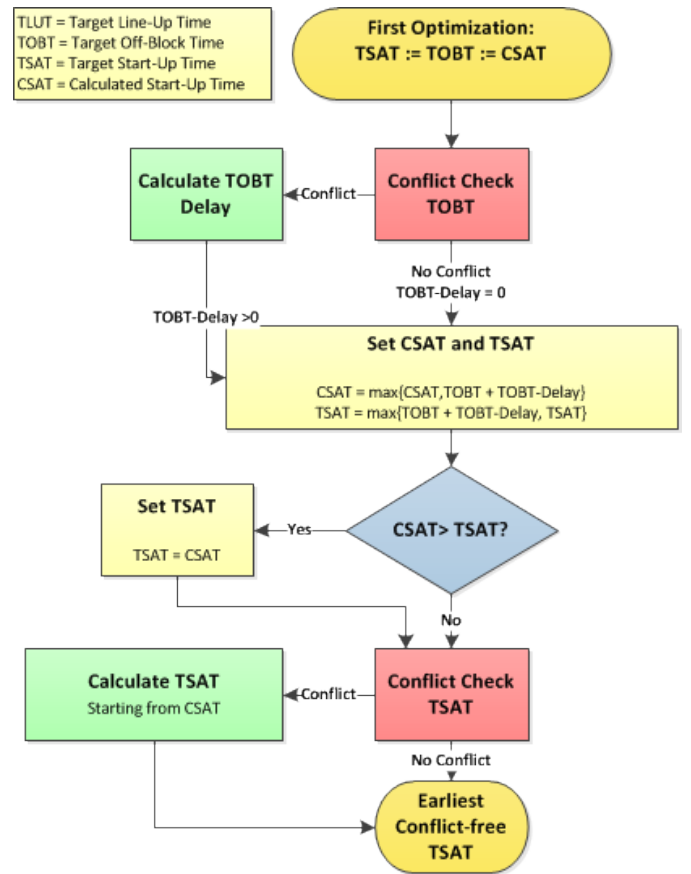 TLUT = Target Line-Up Time
TOBT = Target Off-Block Time
TSAT = Target Start-Up Time
CSAT = Calculated Start-Up Time
First Optimization:
TSAT := TOBT := CSAT
Calculate TOBT
Delay
Conflict
Conflict Check
TOBT
No Conflict
TOBT-Delay = 0
TOBT-Delay >0
Set CSAT and TSAT
CSAT = max{CSAT,TOBT + TOBT-Delay}
TSAT = max{TOBT + TOBT-Delay, TSAT}
Set TSAT
TSAT = CSAT
Yes
CSAT> TSAT?
No
Calculate TSAT
Starting from CSAT
Conflict
Conflict Check
TSAT
No Conflict
Earliest
Conflict-free
TSAT